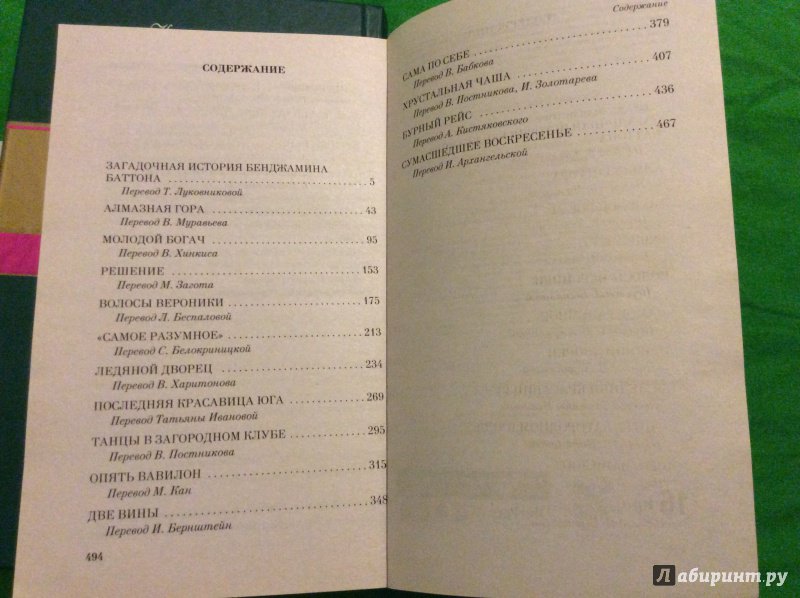 СОДЕРЖАНИЕ
ЗАГАДОЧНАЯ ИСТОРИЯ БЕНДЖАМИНА
БАТТОНА 5
Перевод Т. Луковниковой
АЛМАЗНАЯ ГОРА 43
Перевод В. Муравьева
МОЛОДОЙ БОГАЧ 95
Перевод В. Хинкиса
РЕШЕНИЕ 153
Перевод М. Загота
ВОЛОСЫ ВЕРОНИКИ 175
Перевод Л. Беспаловой
«САМОЕ РАЗУМНОЕ» 213
Перевод С. Белокриницкой
ЛЕДЯНОЙ ДВОРЕЦ 234
Перевод В. Харитонова
ПОСЛЕДНЯЯ КРАСАВИЦА ЮГА 269
Перевод Татьяны Ивановой
ТАНЦЫ В ЗАГОРОДНОМ КЛУБЕ 295
Перевод В. Постникова
ОПЯТЬ ВАВИЛОН 315
Перевод М. Кан
ДВЕ ВИНЫ 348
Перевод И. Бернштейн
494
Содержание
САМА ПО СЕБЕ 379
Перевод В. Бабкова
ХРУСТАЛЬНАЯ ЧАША 407
Перевод В. Постникова, И. Золотарева
БУРНЫЙ РЕЙС 436
Перевод А. Кистяковского
СУМАСШЕДШЕЕ ВОСКРЕСЕНЬЕ 467
Перевод И. Архангельской
Лабиринт.ру